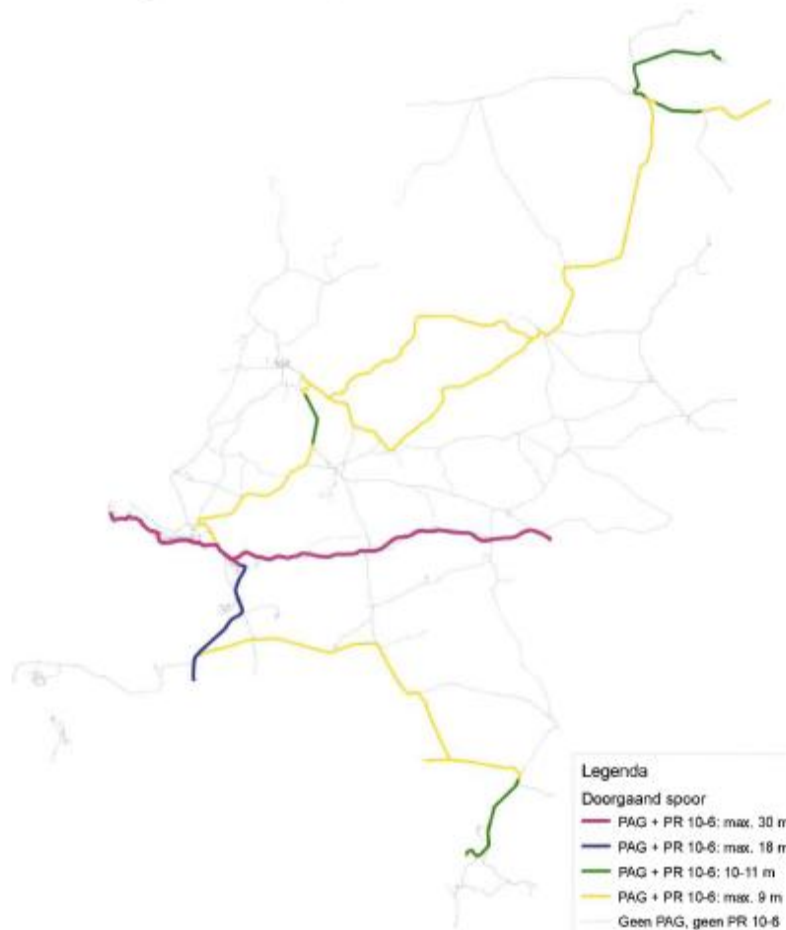 Legenda
Doorgaand spoor
PAG + PR 10-6: max. 30 m
PAG + PR 10-6: max. 18 m
PAG + PR 10-6: 10-11 m
PAG + PR 10-6: max. 9 m
Geen PAG, geen PR 10-6